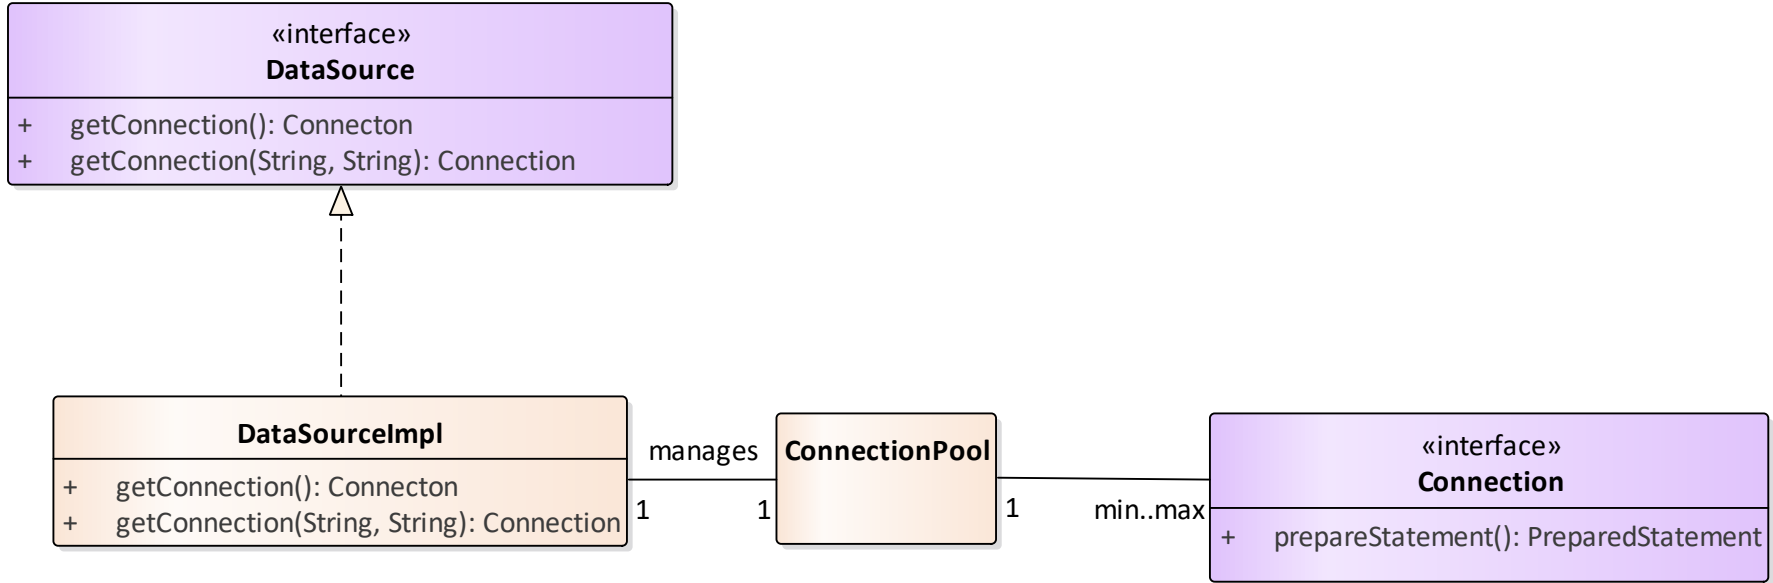 «interface»
DataSource
+ getConnection(): Connecton
+ getConnection(String, String): Connection
DataSourceImpl
+ getConnection(): Connecton
+ getConnection(String, String): Connection
manages
1
1
ConnectionPool
1
min..max
«interface»
Connection
+ prepareStatement(): PreparedStatement